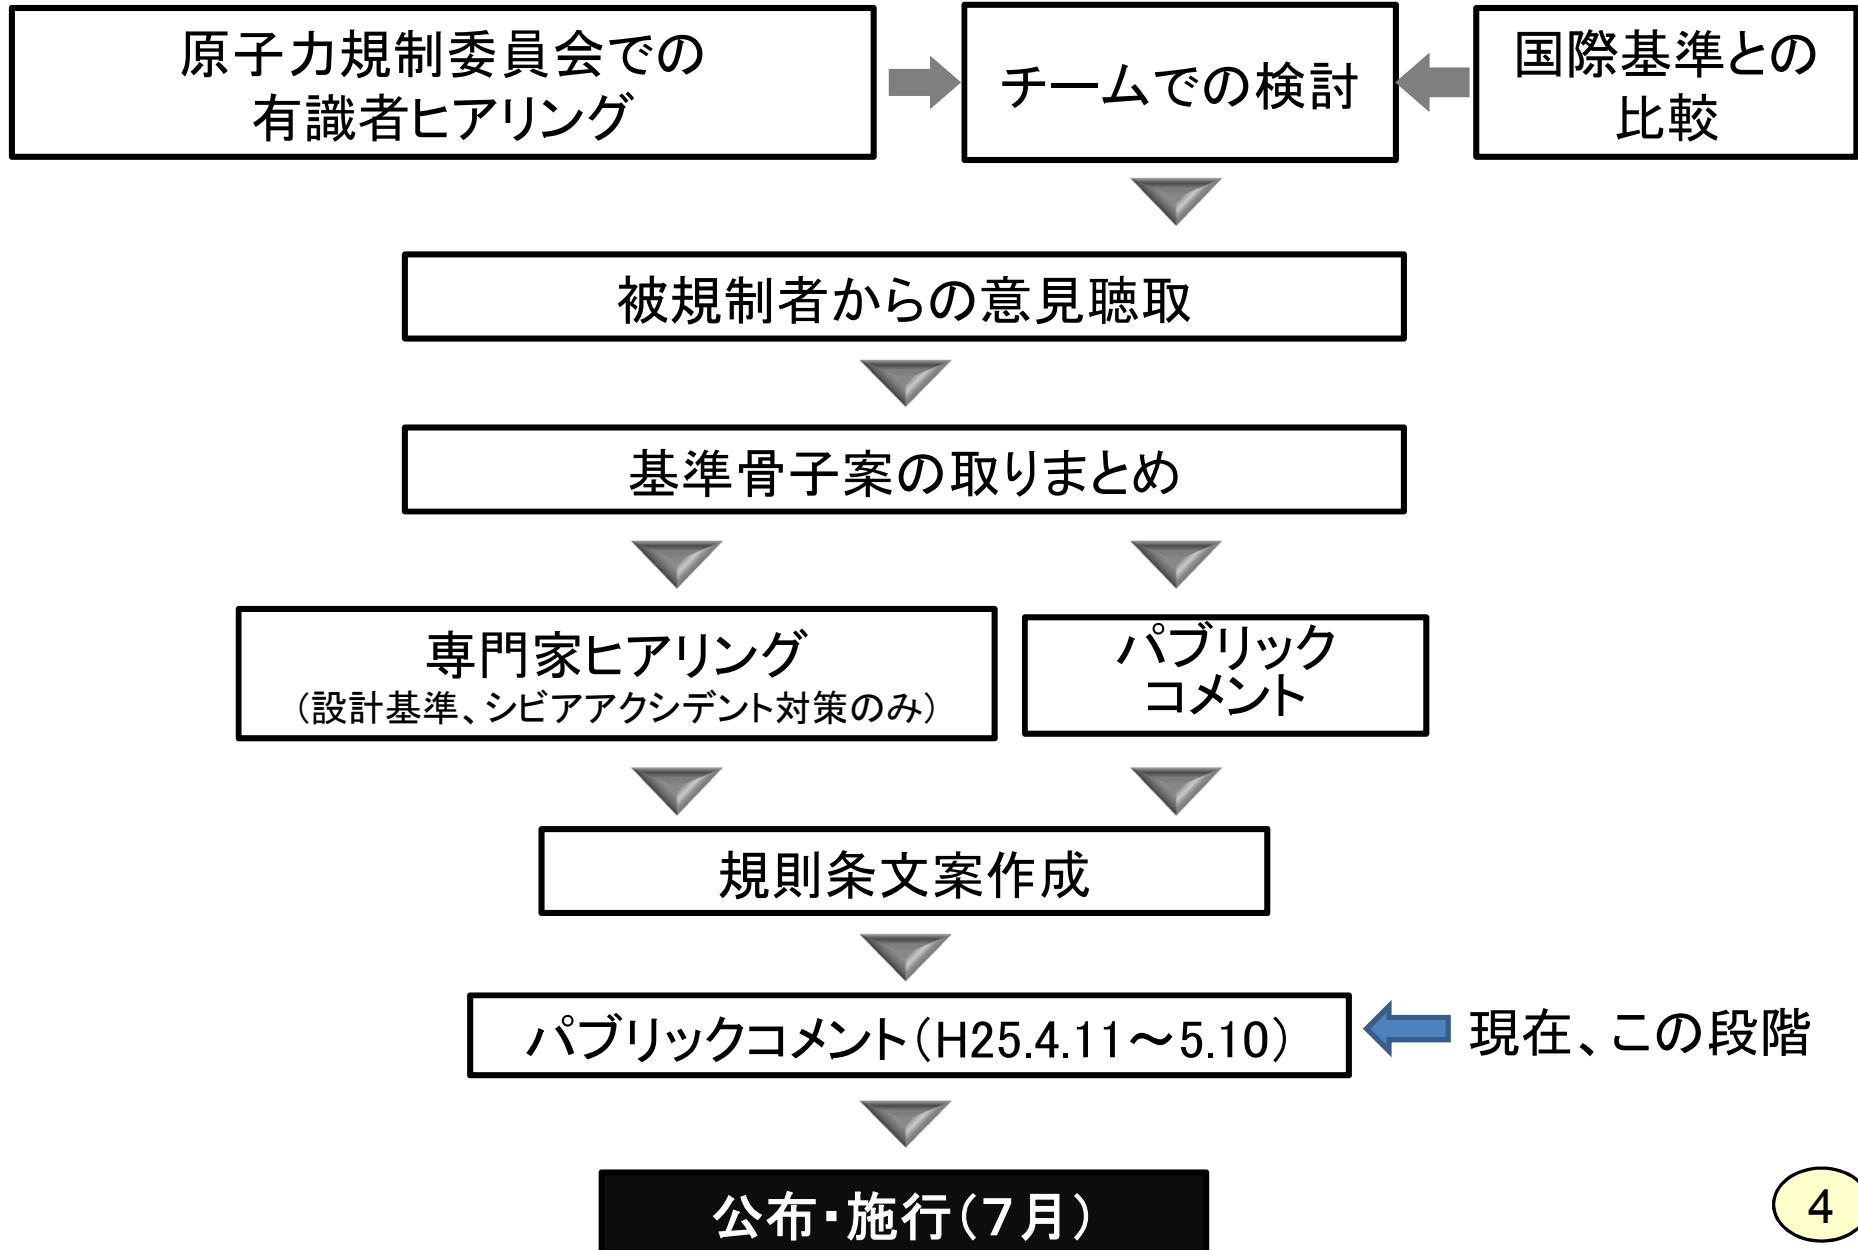 原子力規制委員会での
有識者ヒアリング
チームでの検討
国際基準との
比較
被規制者からの意見聴取
基準骨子案の取りまとめ
専門家ヒアリング
（設計基準、シビアアクシデント対策のみ）
パブリック
コメント
規則条文案作成
パブリックコメント（H25.4.11～5.10）
現在、この段階
公布・施行（７月）
4